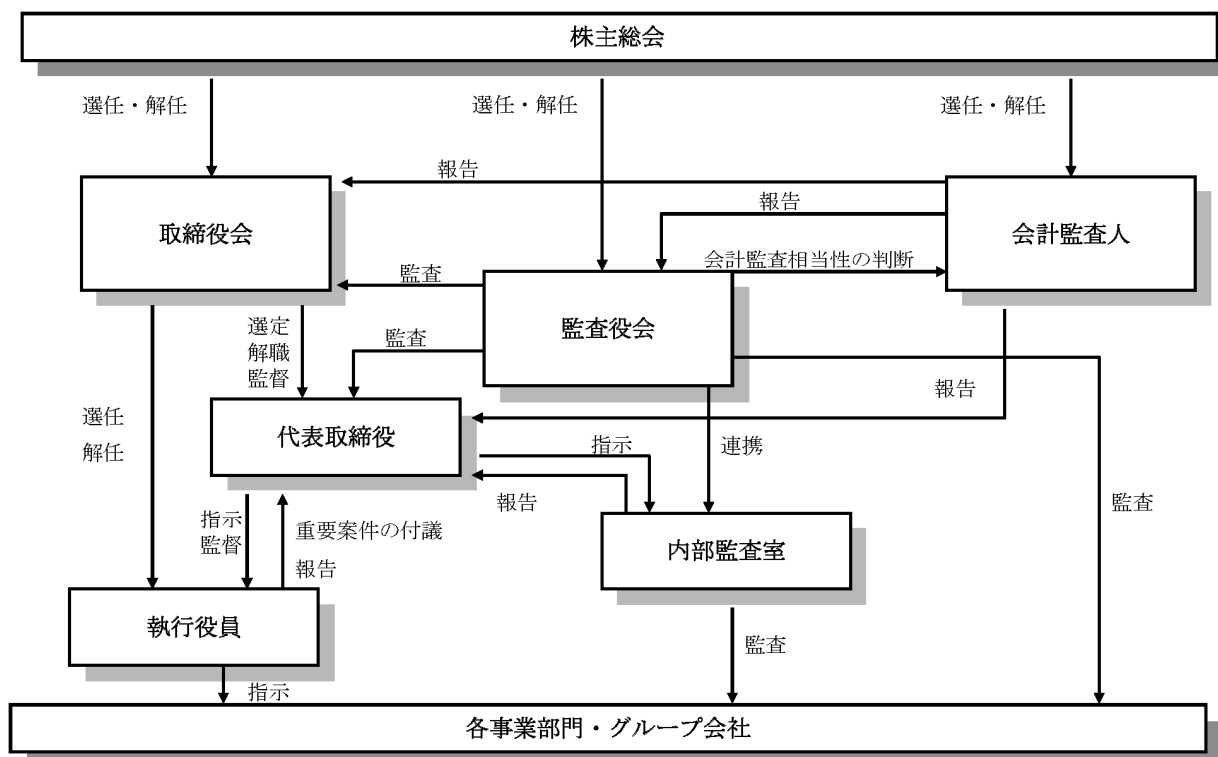 株主総会
選任・解任
選任・解任
選任・解任
報告
報告
取締役会
会計監査人
会計監査相当性の判断
監査
監査役会
選定
解職
監督
監査
報告
選任
解任
代表取締役
指示
連携
報告
監査
指示
監督
重要案件の付議
報告
内部監査室
執行役員
監査
指示
各事業部門・グループ会社